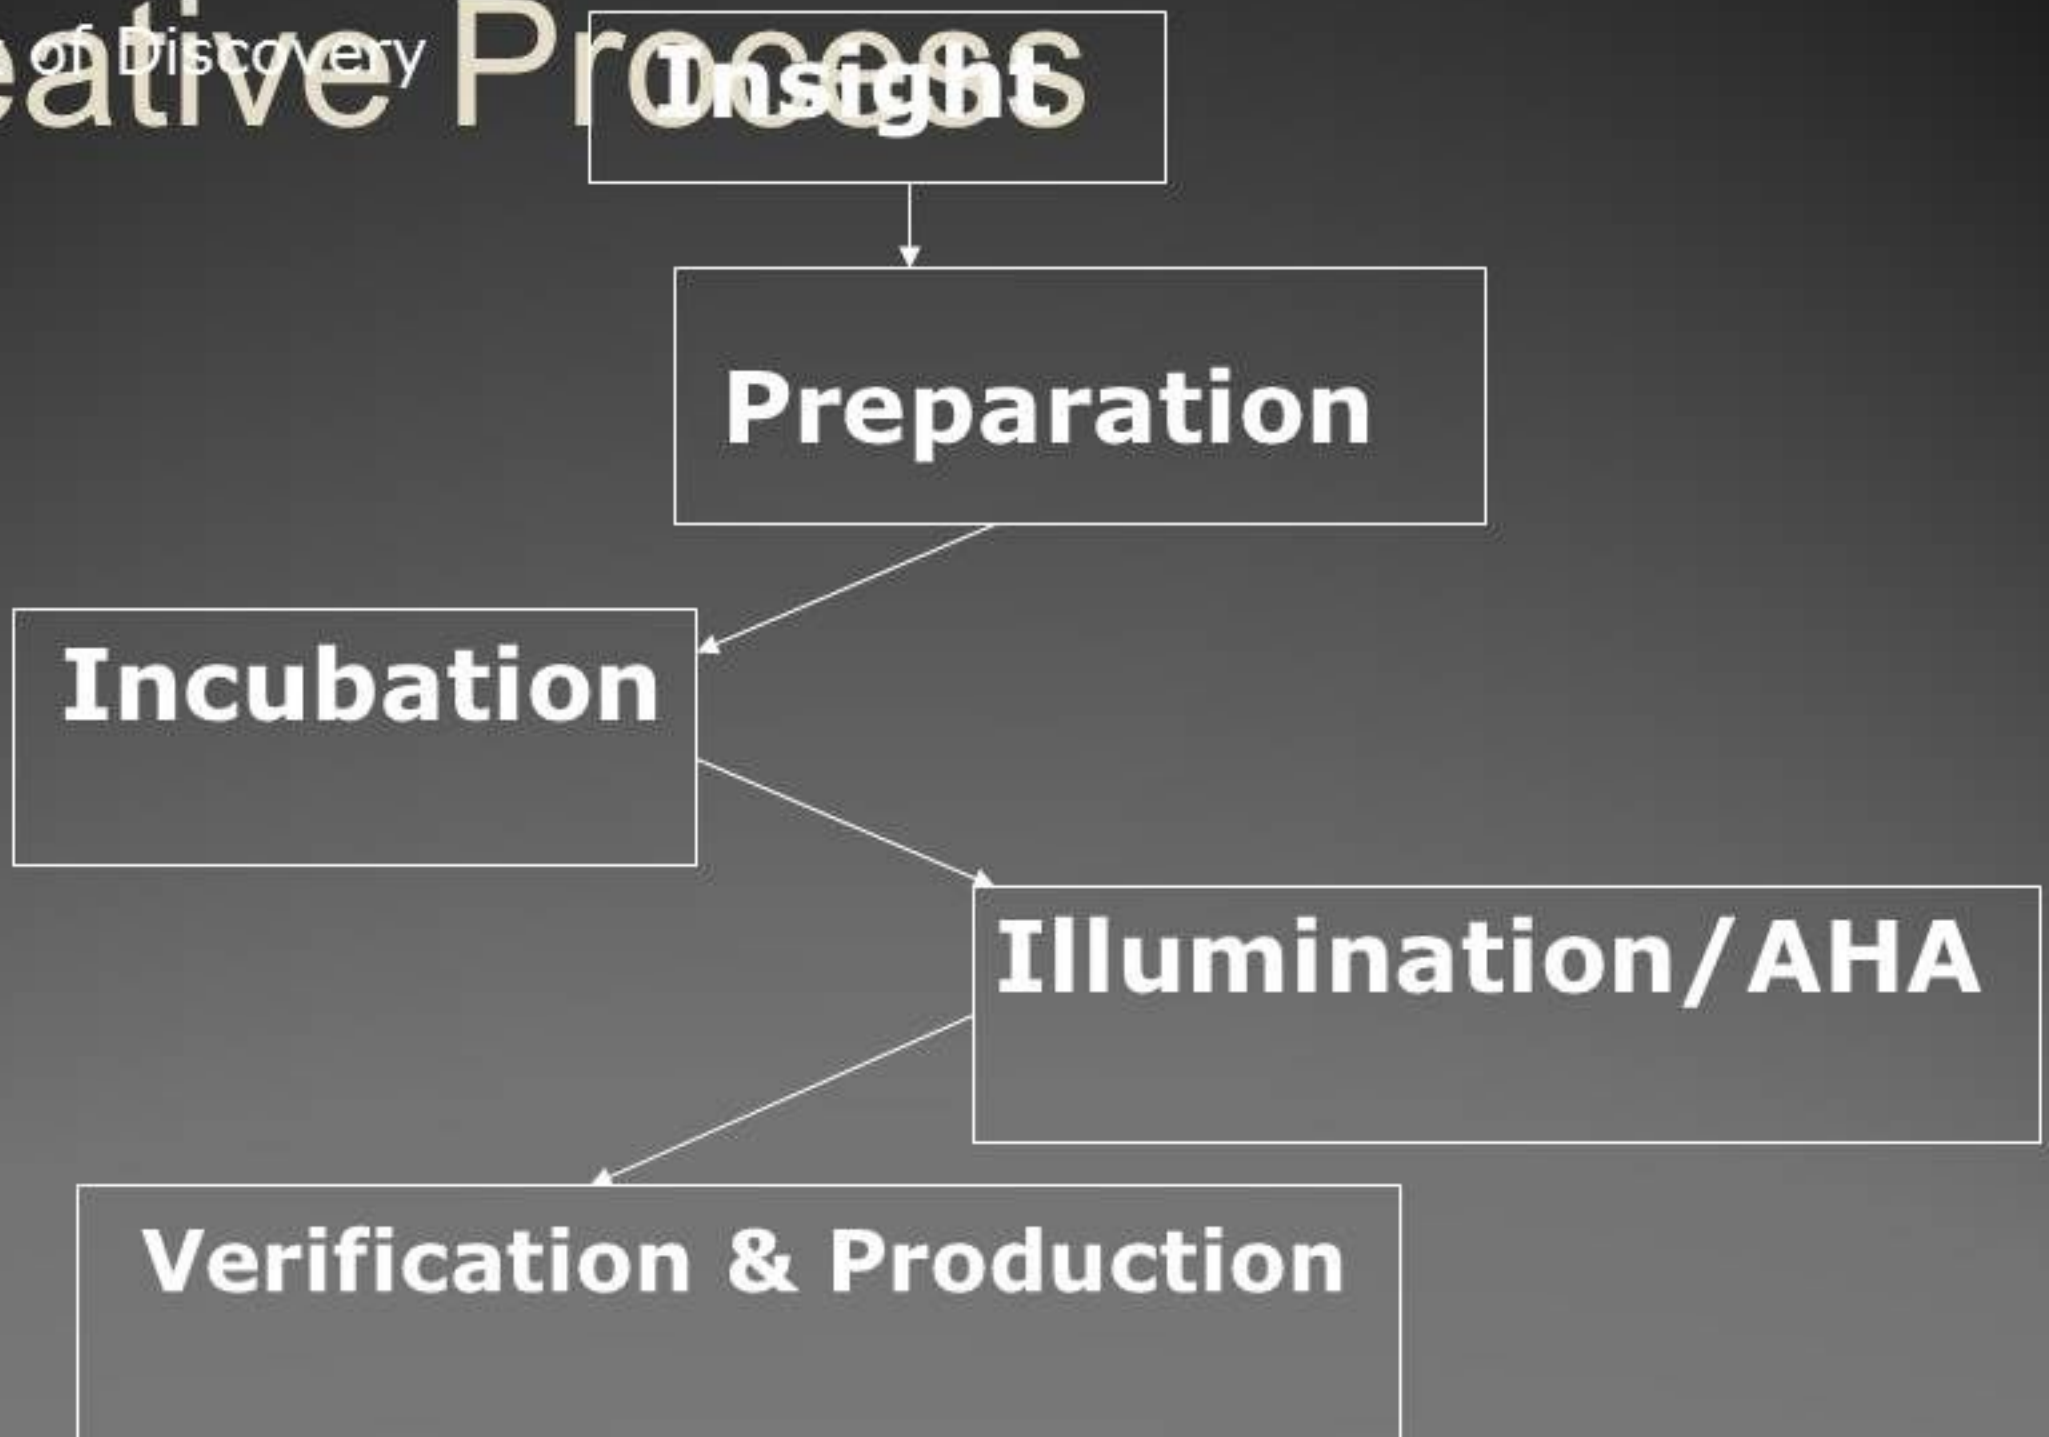 of Discovery
eative Process
Insight
Preparation
Incubation
Illumination/AHA
Verification & Production